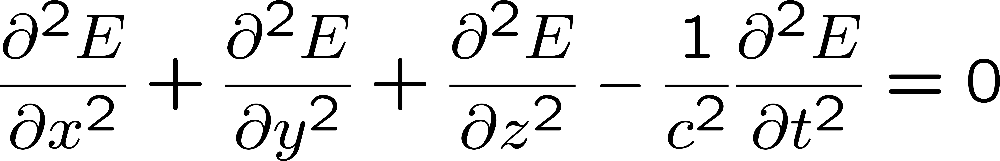 ∂²E/∂x² + ∂²E/∂y² + ∂²E/∂z² − 1/c² ∂²E/∂t² = 0